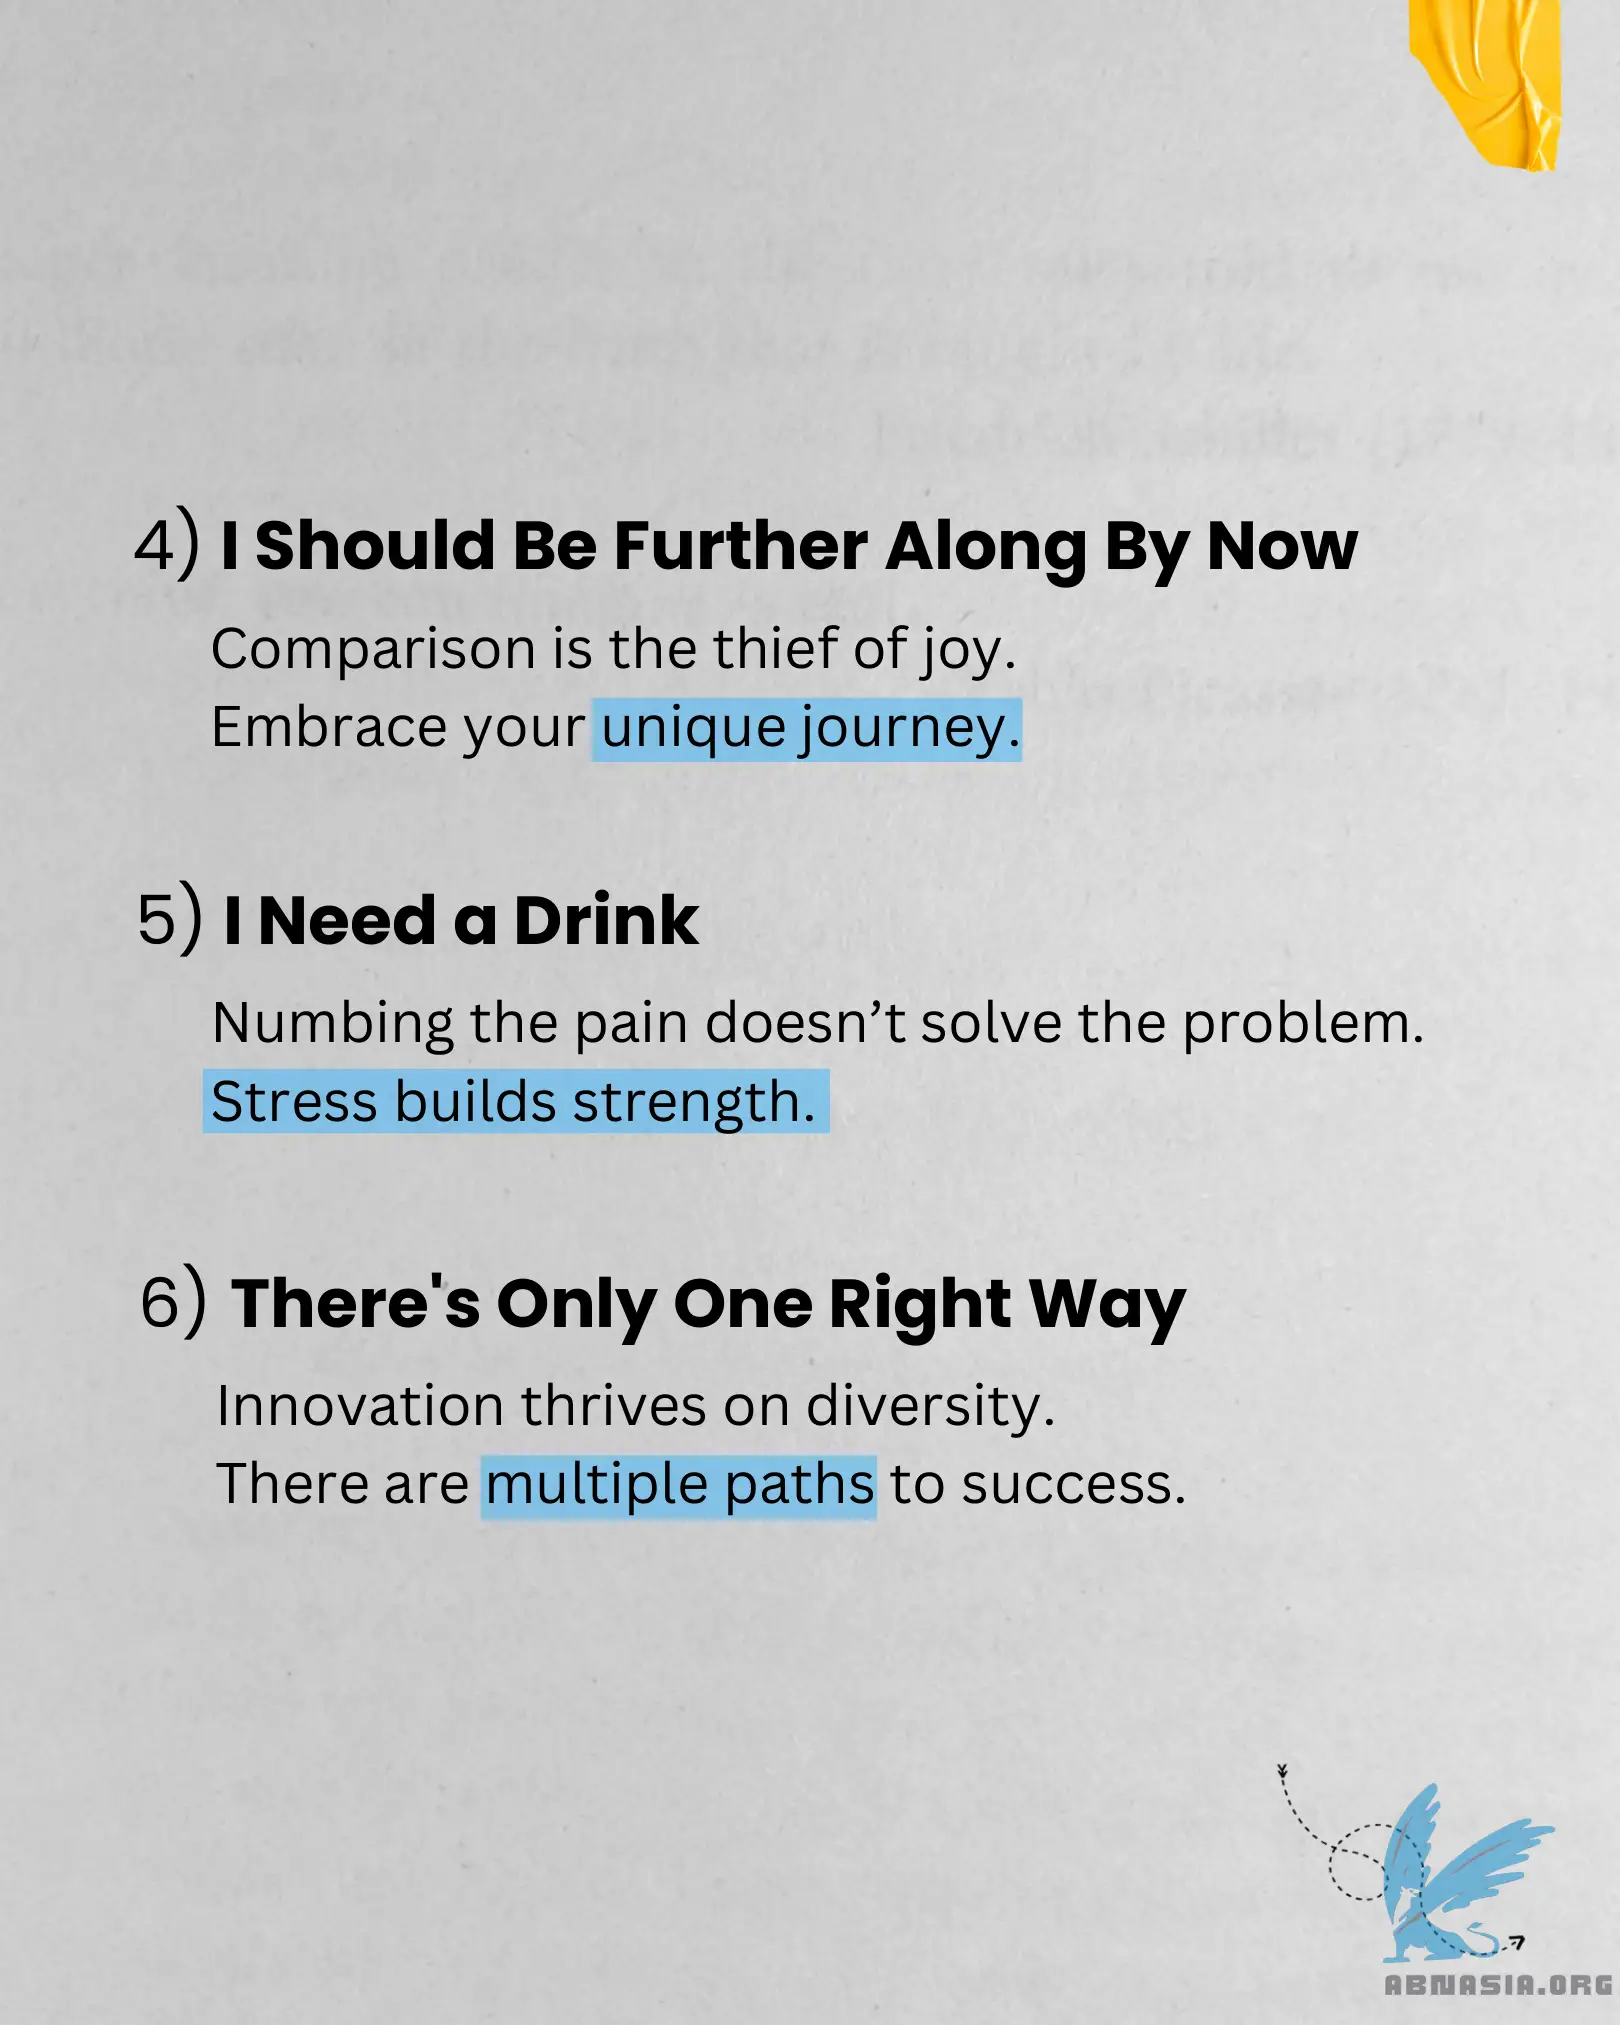 4) I Should Be Further Along By Now
Comparison is the thief of joy.
Embrace your unique journey.
5) I Need a Drink
Numbing the pain doesn’t solve the problem.
Stress builds strength.
6) There's Only One Right Way
Innovation thrives on diversity.
There are multiple paths to success.
ABNASIA.ORG